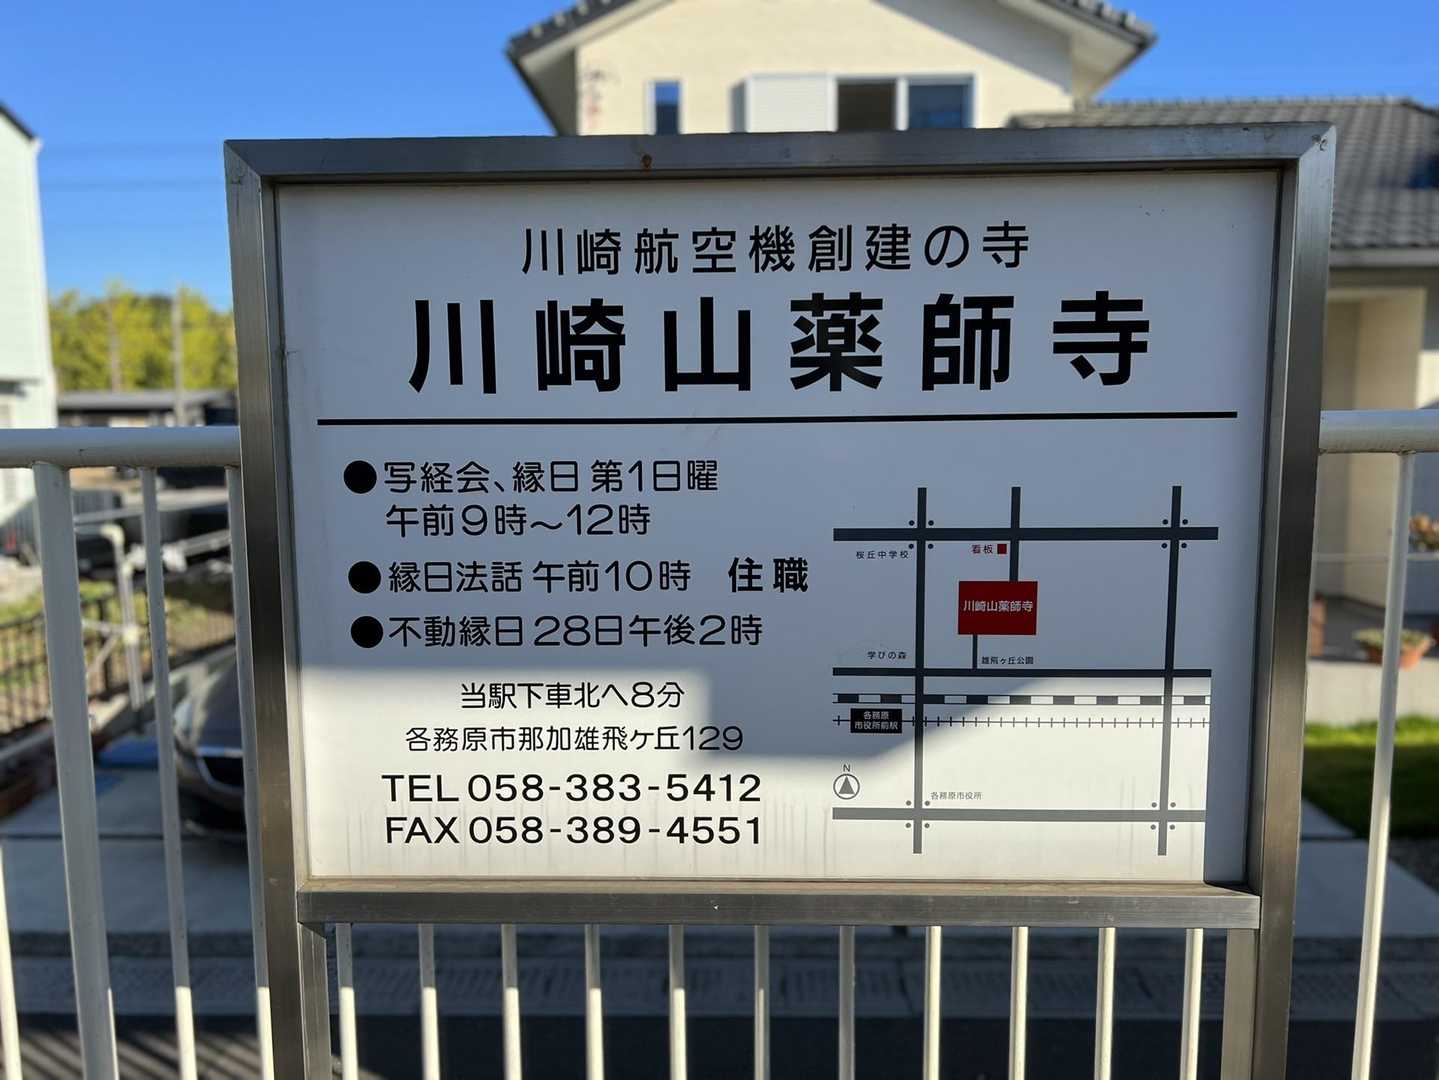 川崎航空機創建の寺
川崎山薬師寺
●写経会、縁日 第1日曜
午前9時〜12時
●縁日法話 午前10時 住職
●不動縁日 28日午後2時
当駅下車北へ8分
各務原市那加雄飛ケ丘129
TEL 058-383-5412
FAX 058-389-4551
桜丘中学校
看板
川崎山薬師寺
学びの森
雄飛ヶ丘公園
各務原
市役所前駅
N
各務原市役所